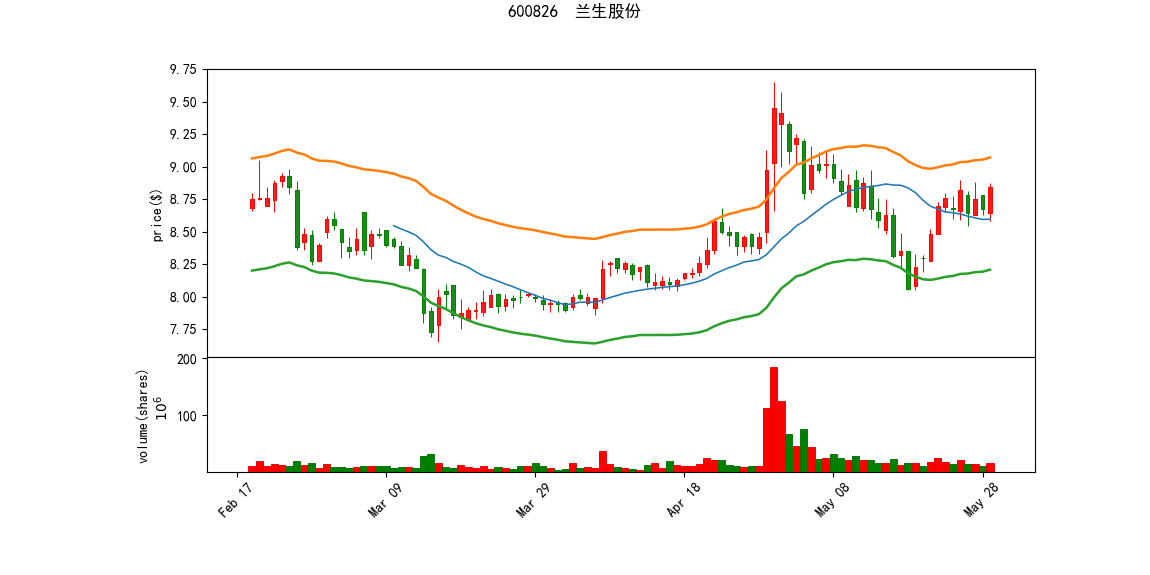 600826 兰生股份
9.75
9.50
9.25
9.00
8.75
8.50
8.25
8.00
7.75
price($)
200
100
volume(shares)
10^6
Feb 17
Mar 09
Mar 29
Apr 18
May 08
May 28